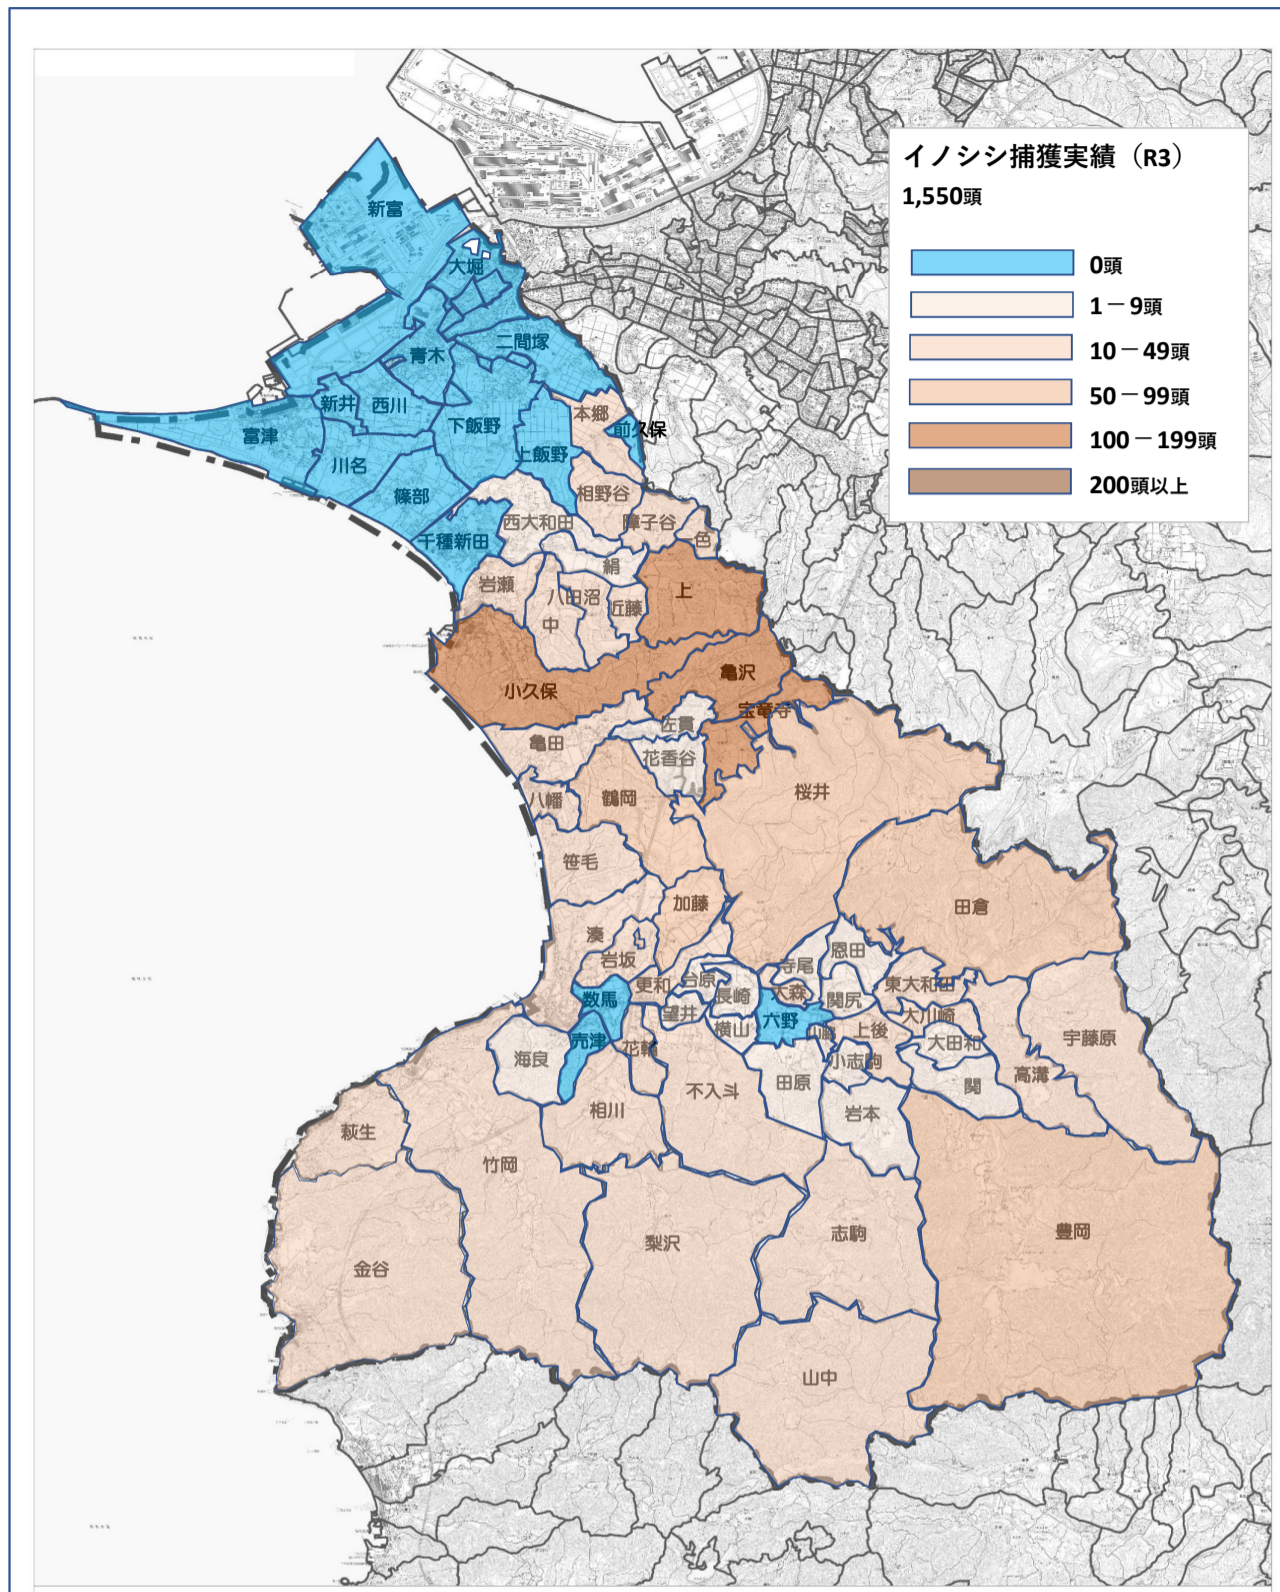 イノシシ捕獲実績（R3）
1,550頭
0頭
1－9頭
10－49頭
50－99頭
100－199頭
200頭以上
新富
大堀
二間塚
青木
新井
西川
下飯野
本郷
前久保
富津
上飯野
川名
篠部
相野谷
西大和田
障子谷
千種新田
一色
絹
岩瀬
八田沼
近藤
上
中
亀沢
小久保
宝竜寺
佐貫
亀田
花香谷
八幡
鶴岡
桜井
笹毛
加藤
田倉
湊
岩坂
恩田
寺尾
更和
台原
長崎
大森
関尻
東大和田
数馬
望井
横山
六野
上後
大川崎
売津
花輪
海良
小志駒
大田和
宇藤原
高溝
関
田原
不入斗
相川
岩本
萩生
竹岡
梨沢
志駒
豊岡
金谷
山中